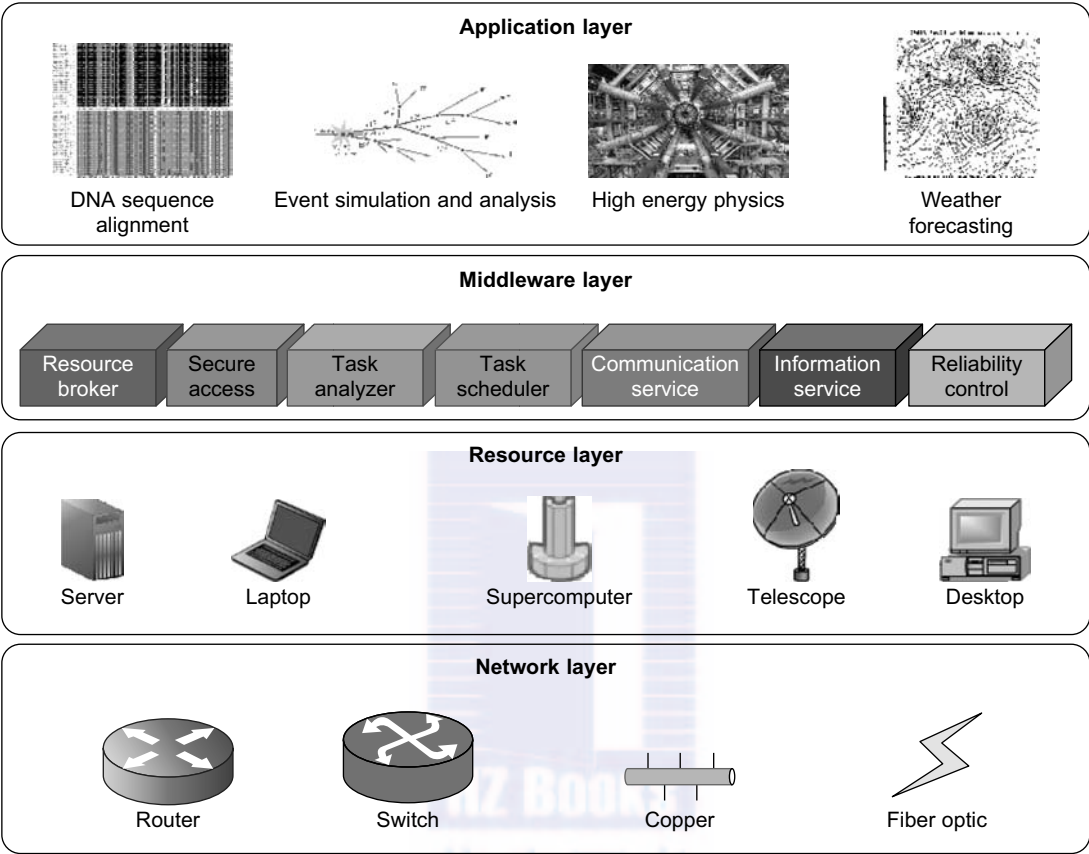 Application layer
DNA sequence
alignment
Event simulation and analysis
High energy physics
Weather
forecasting
Middleware layer
Resource
broker
Secure
access
Task
analyzer
Task
scheduler
Communication
service
Information
service
Reliability
control
Resource layer
Server
Laptop
Supercomputer
Telescope
Desktop
Network layer
HZ Books
Router
Switch
Copper
Fiber optic